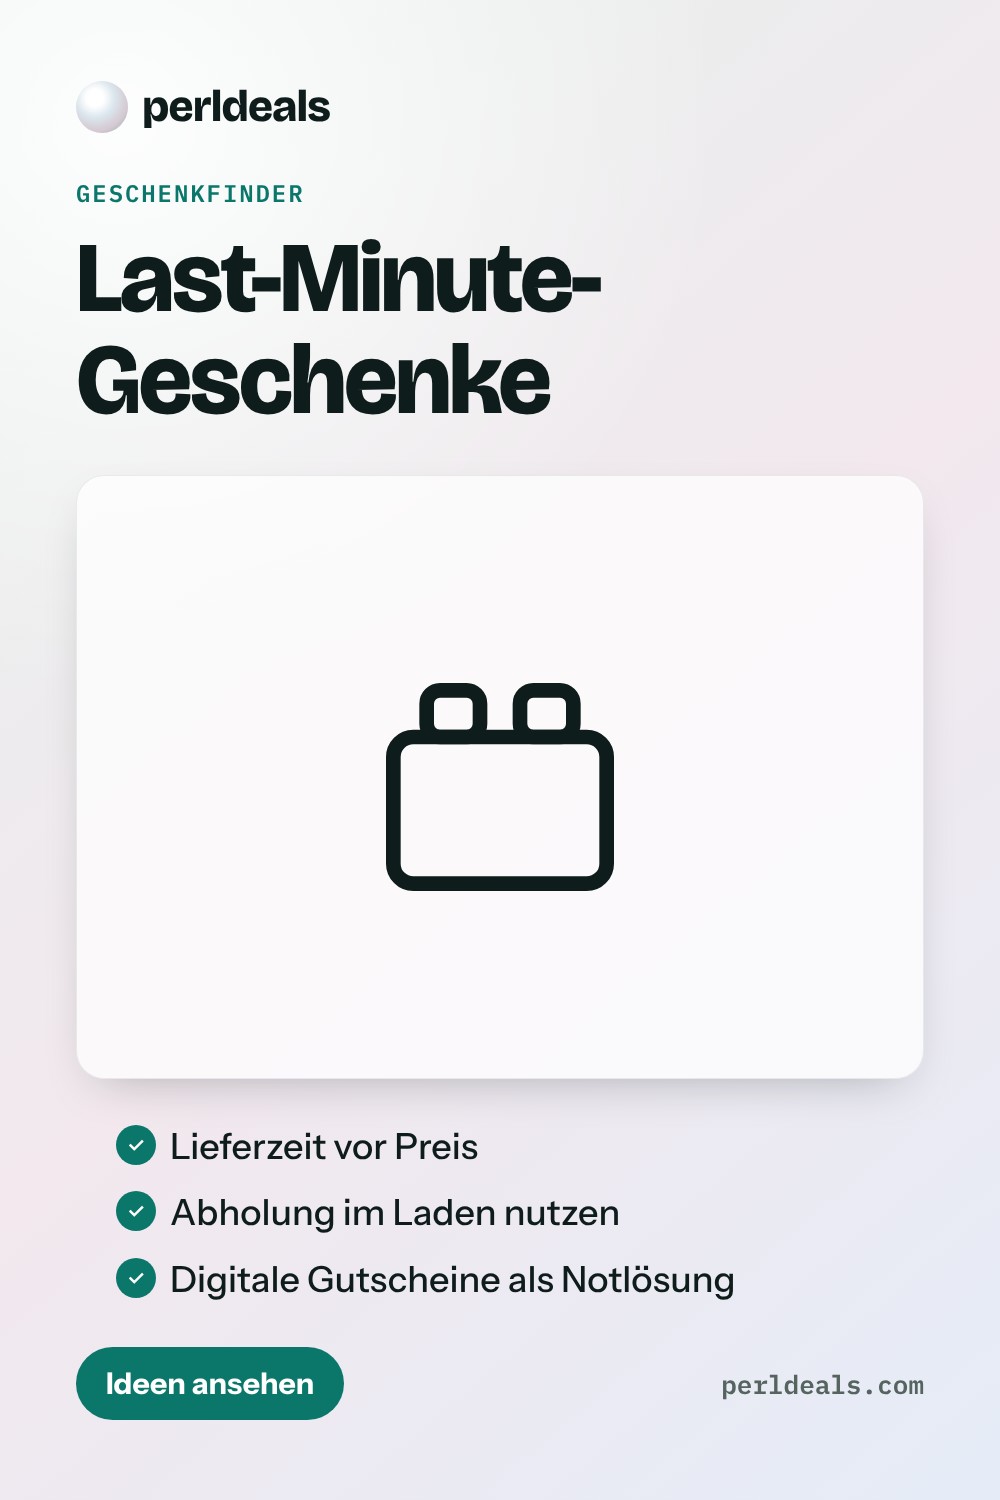 perldeals
GESCHENKFINDER
Last-Minute-
Geschenke
Lieferzeit vor Preis
Abholung im Laden nutzen
Digitale Gutscheine als Notlösung
Ideen ansehen
perldeals.com